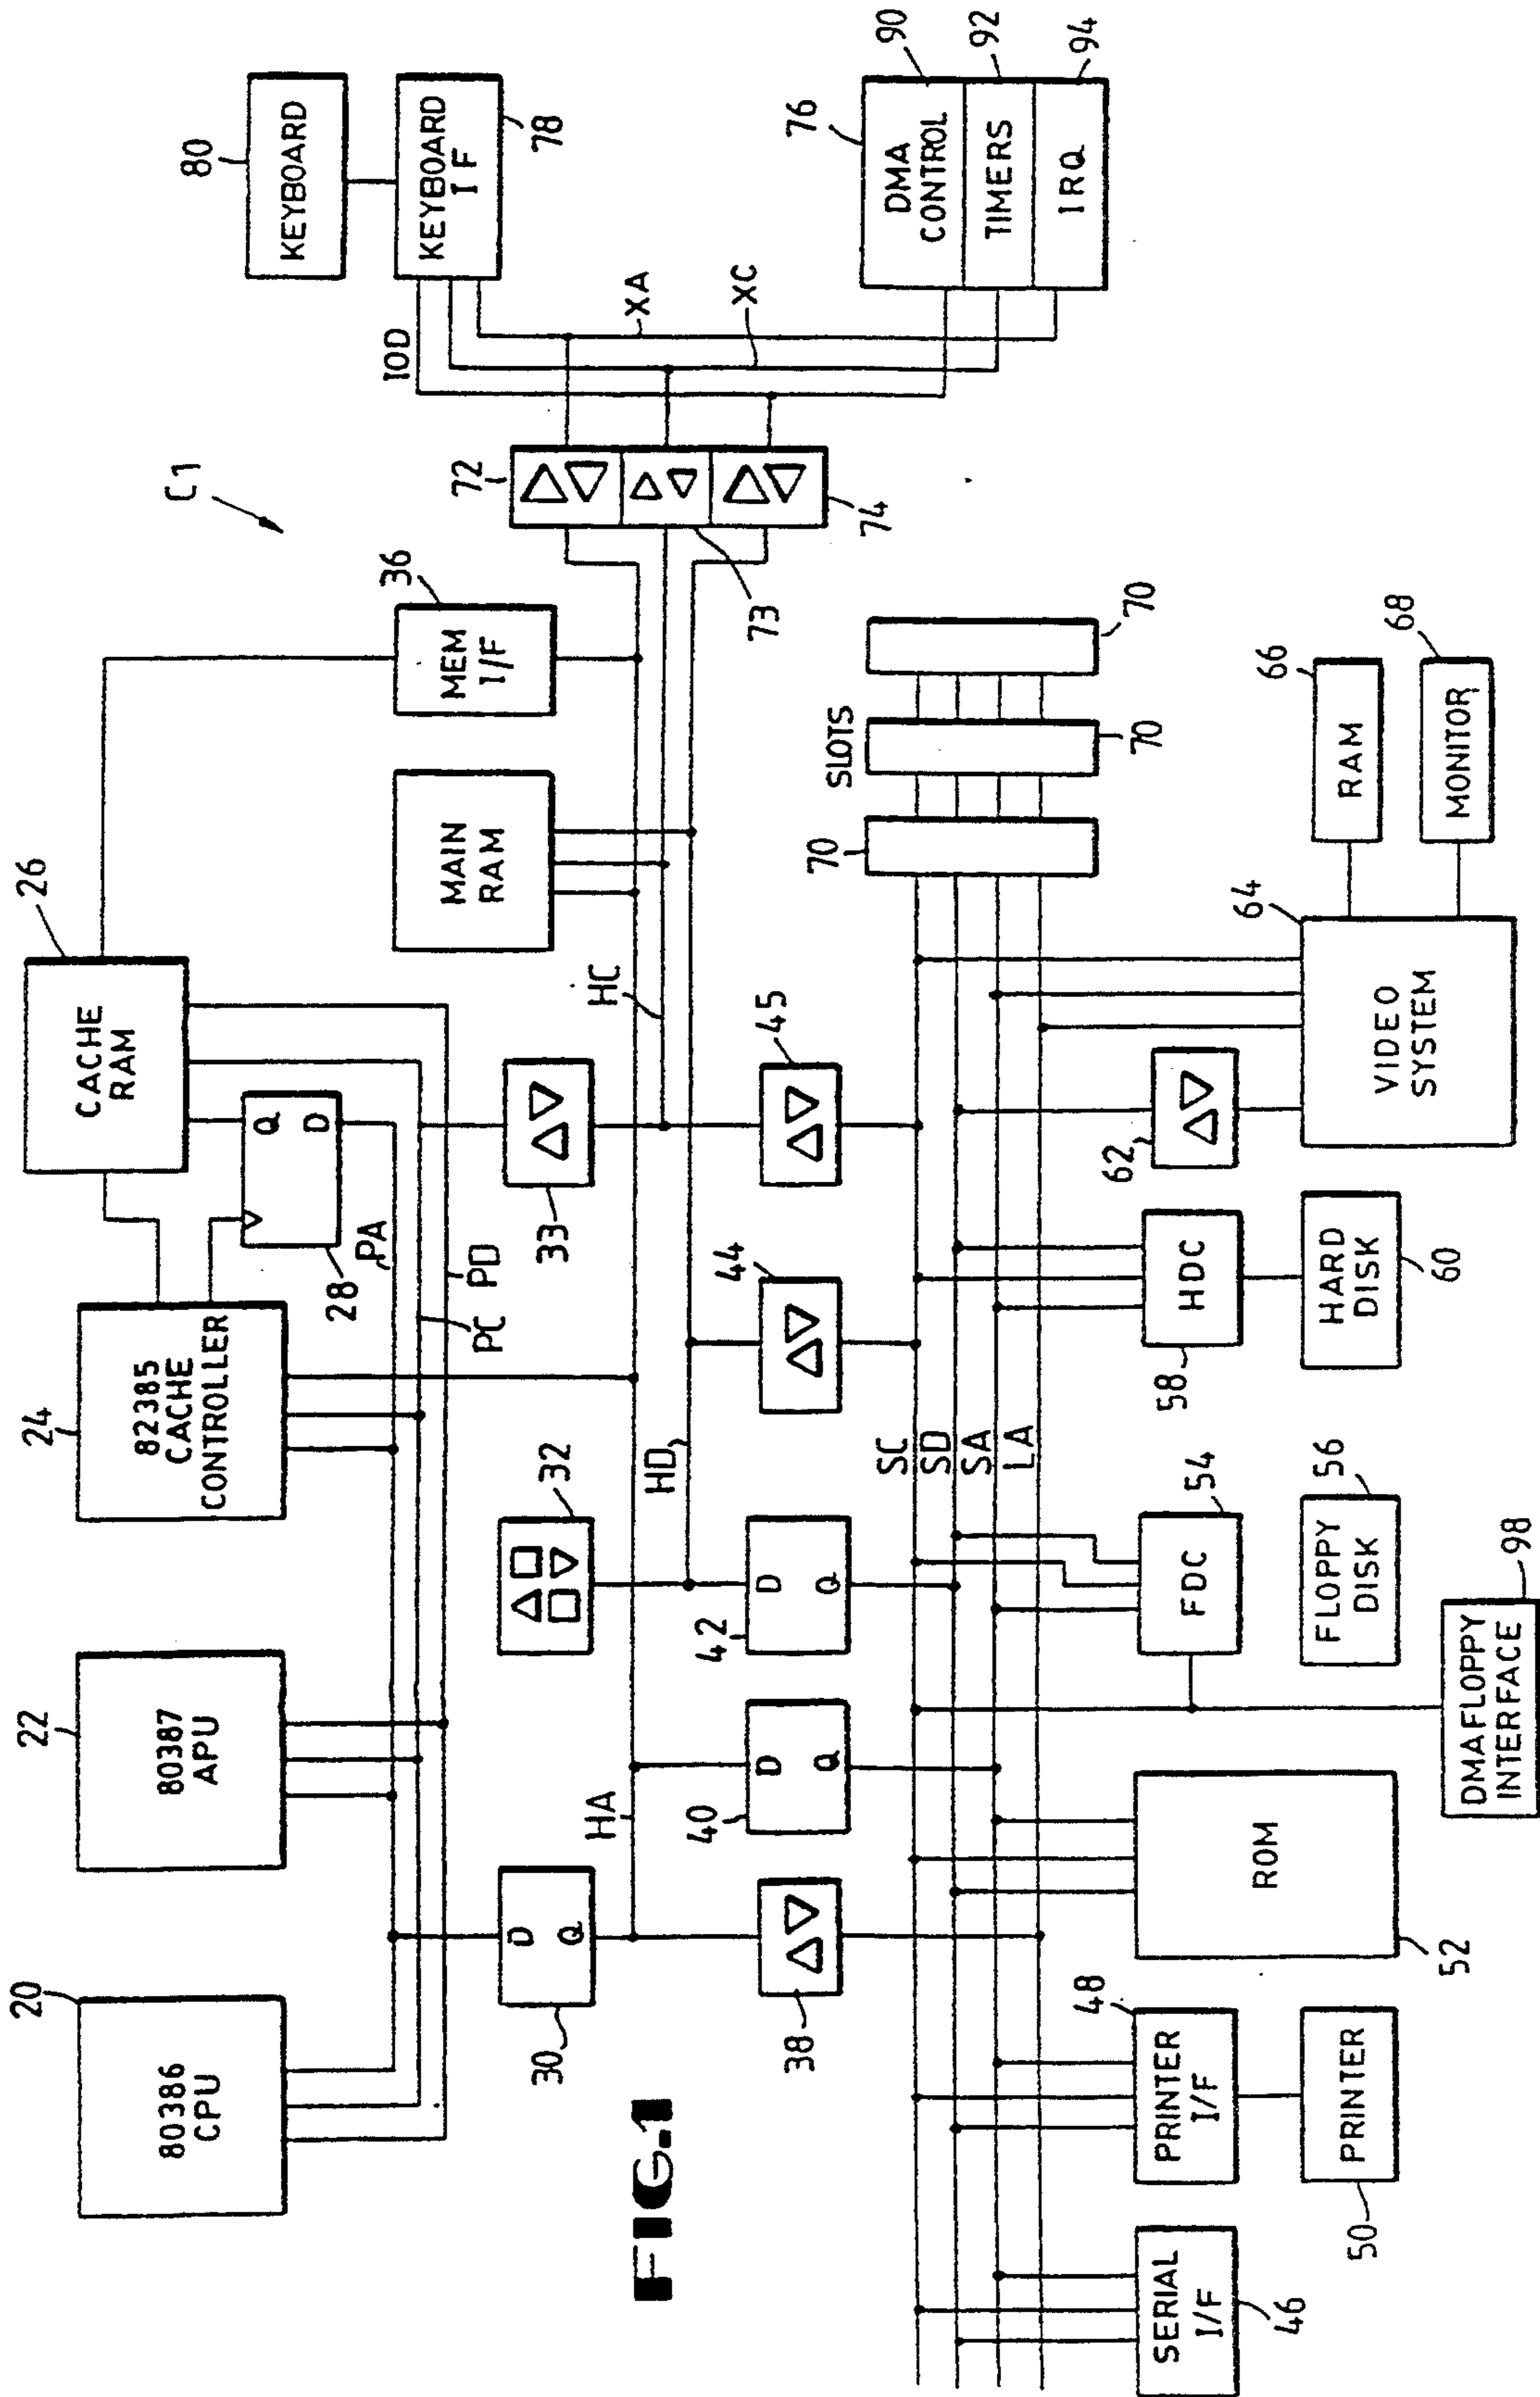 20
80386
CPU
22
80387
APU
24
82385
CACHE
CONTROLLER
26
CACHE
RAM
Q
D
28
PA
PC
PD
C1
80
KEYBOARD
KEYBOARD
IF
78
IOD
XA
XC
76
DMA
CONTROL
TIMERS
IRQ
90
92
94
MAIN
RAM
36
MEM
I/F
72
73
74
30
D
Q
32
33
HA
HD
HC
38
40
D
Q
42
D
Q
44
45
SC
SD
SA
LA
SLOTS
70
70
70
FIG.1
SERIAL
I/F
46
48
PRINTER
I/F
PRINTER
50
ROM
52
FDC
54
FLOPPY
DISK
56
DMAFLOPPY
INTERFACE
98
HDC
58
HARD
DISK
60
62
64
VIDEO
SYSTEM
RAM
66
MONITOR
68